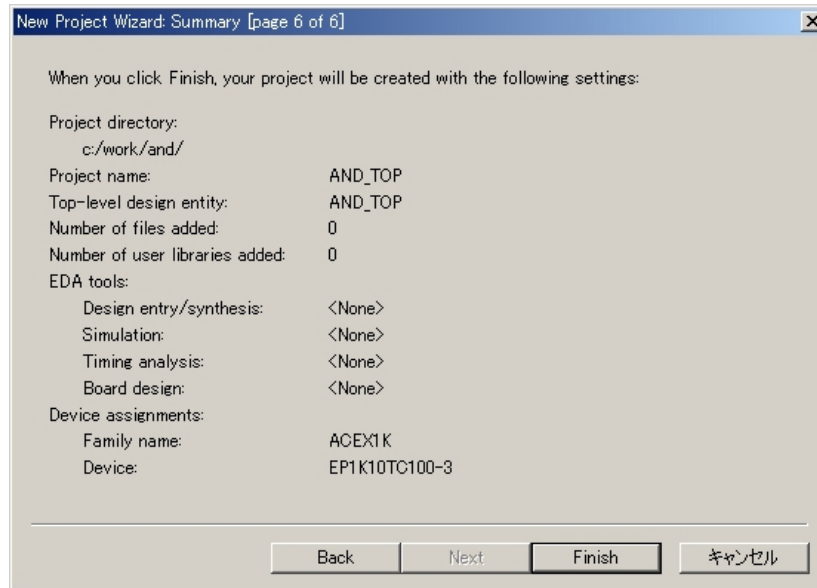 New Project Wizard: Summary [page 6 of 6]
When you click Finish, your project will be created with the following settings:
Project directory:
c:/work/and/
Project name: AND_TOP
Top-level design entity: AND_TOP
Number of files added: 0
Number of user libraries added: 0
EDA tools:
Design entry/synthesis: <None>
Simulation: <None>
Timing analysis: <None>
Board design: <None>
Device assignments:
Family name: ACEX1K
Device: EP1K10TC100-3
Back Next Finish キャンセル